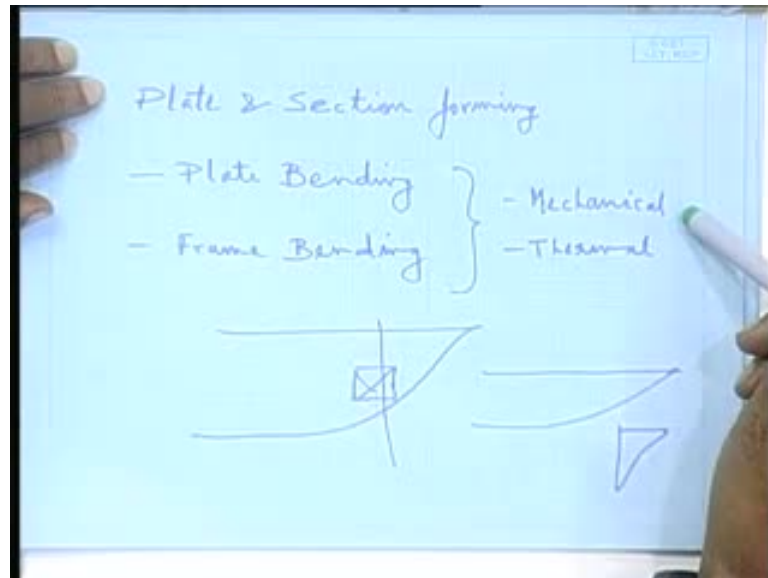 Plate & Section forming
— Plate Bending
— Frame Bending
- Mechanical
- Thermal